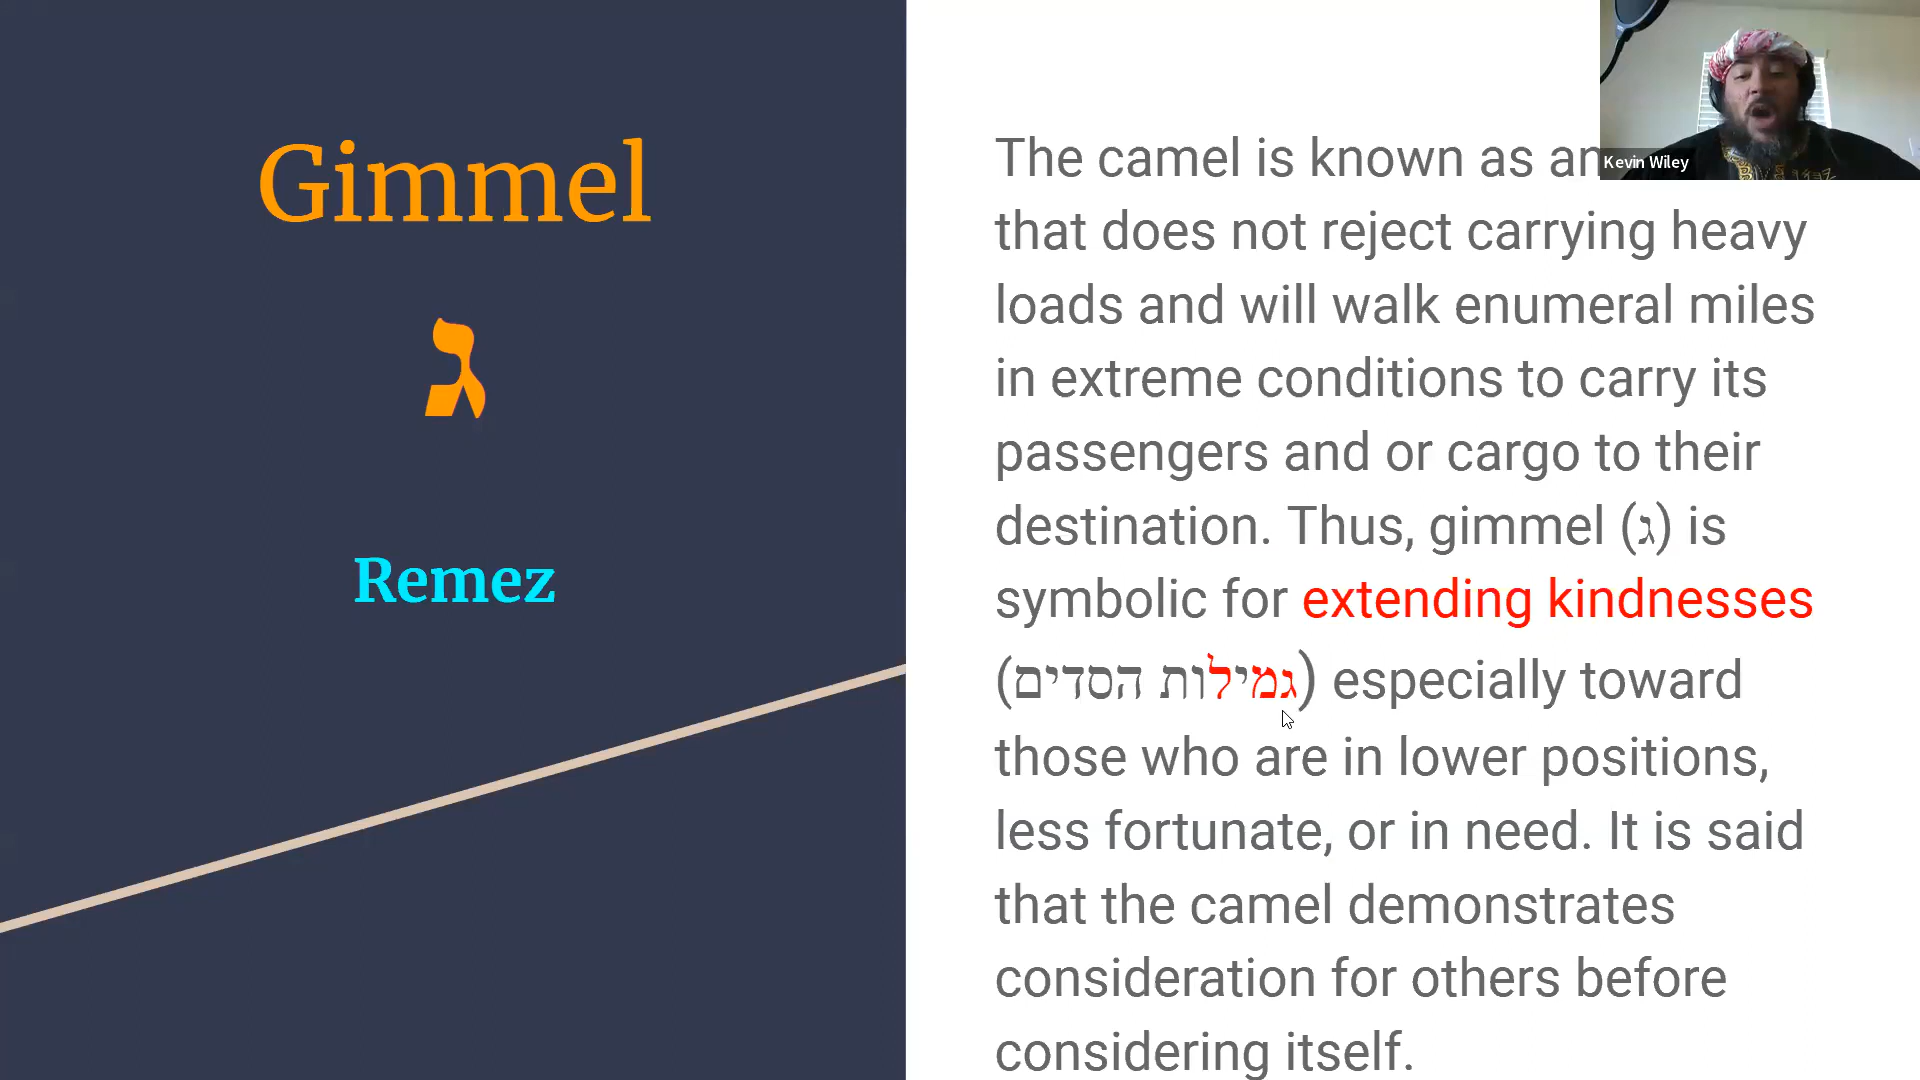 Gimmel
ג
Remez
The camel is known as an
that does not reject carrying heavy
loads and will walk enumeral miles
in extreme conditions to carry its
passengers and or cargo to their
destination. Thus, gimmel (ג) is
symbolic for extending kindnesses
(גמילות הסדים) especially toward
those who are in lower positions,
less fortunate, or in need. It is said
that the camel demonstrates
consideration for others before
considering itself.
Kevin Wiley